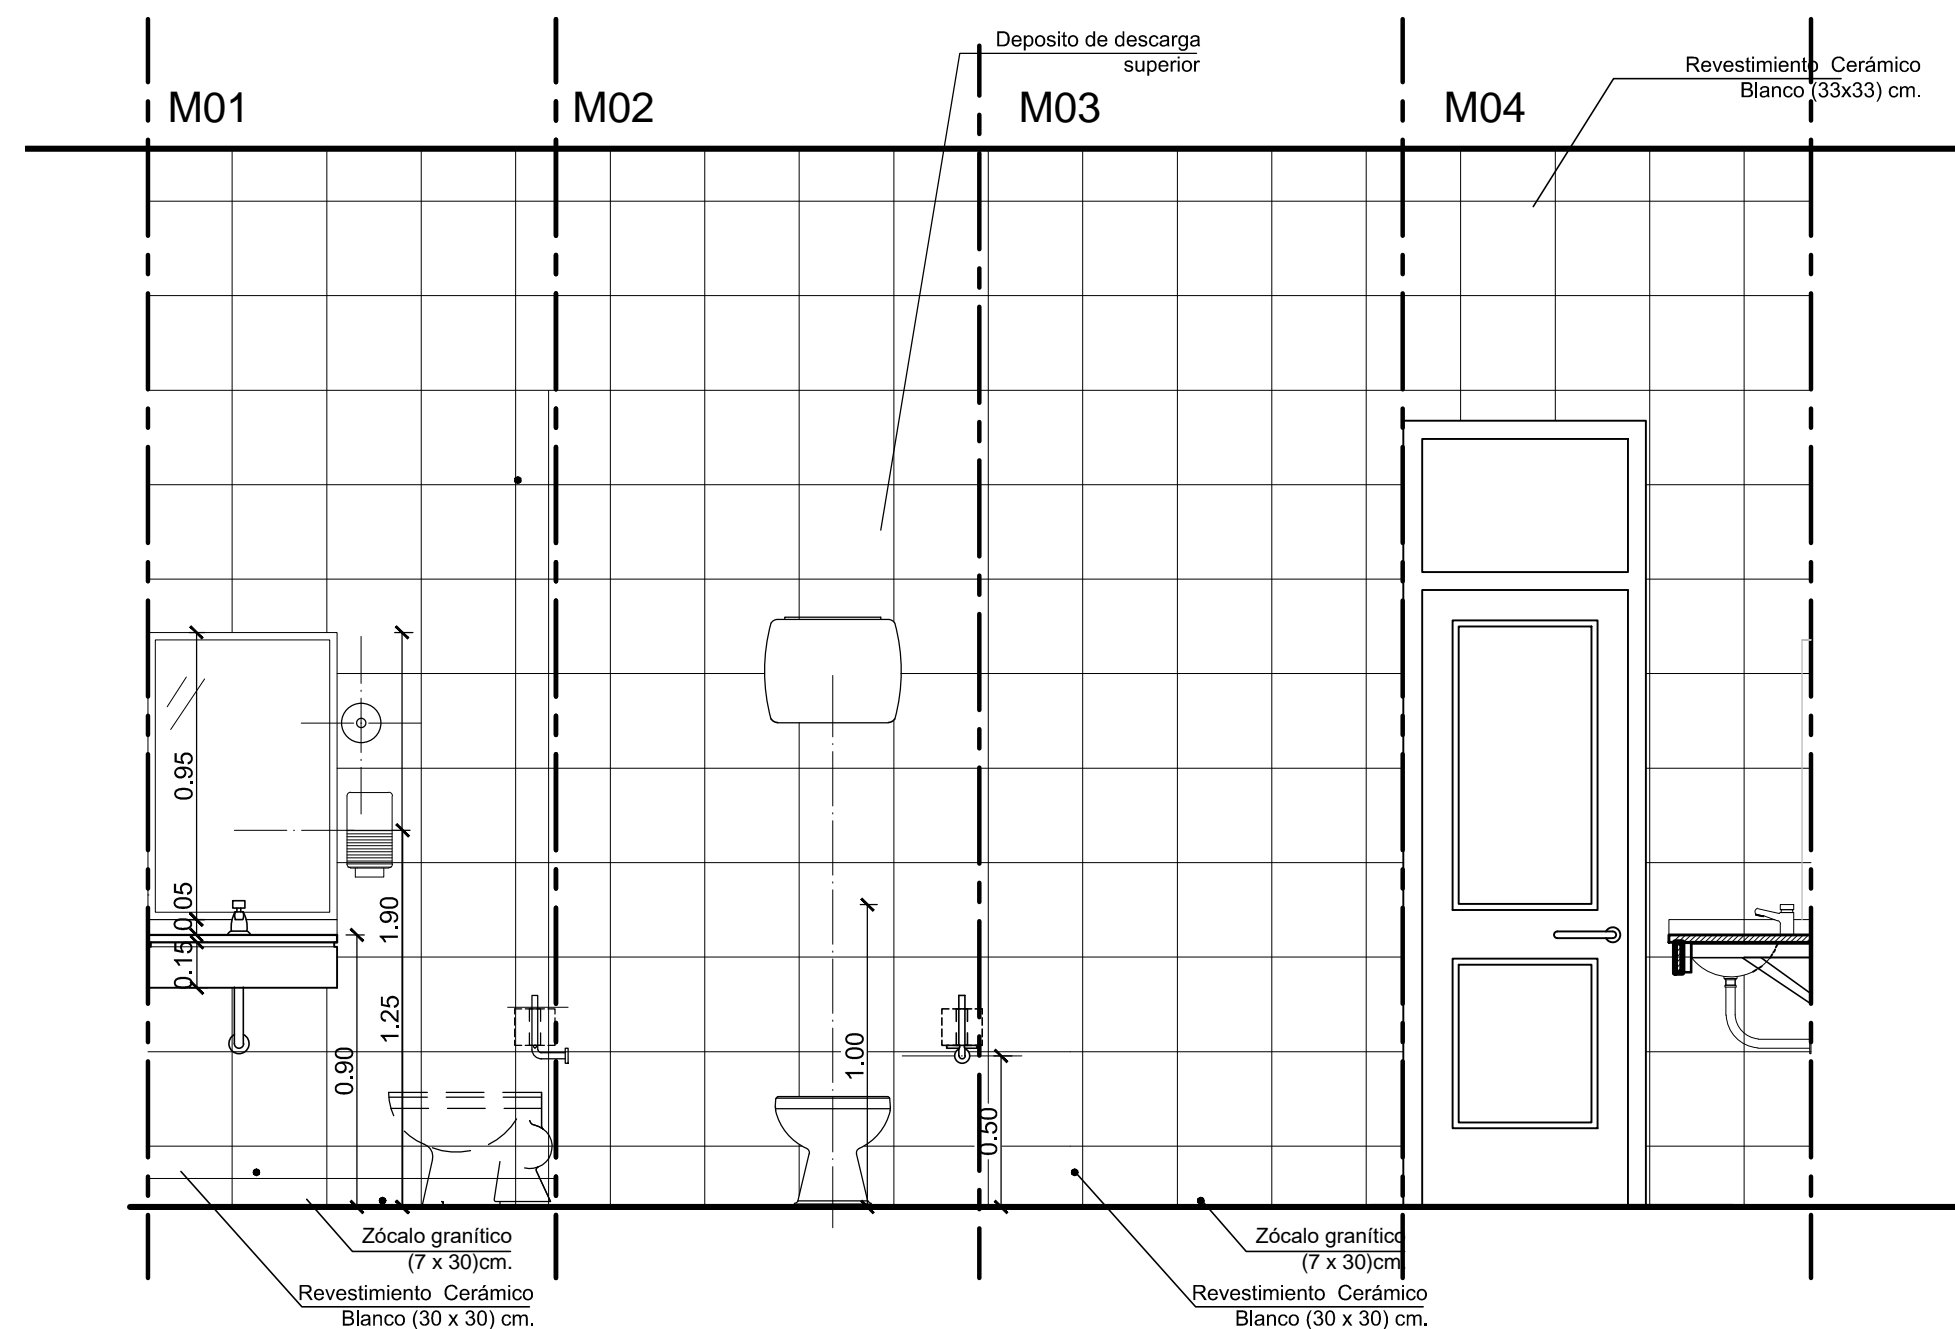 Deposito de descarga
superior
Revestimiento Cerámico
Blanco (33x33) cm.
M01
M02
M03
M04
0.95
0.05
0.15
1.90
1.25
0.90
1.00
0.50
Zócalo granítico
(7 x 30)cm.
Revestimiento Cerámico
Blanco (30 x 30) cm.
Zócalo granítico
(7 x 30)cm.
Revestimiento Cerámico
Blanco (30 x 30) cm.